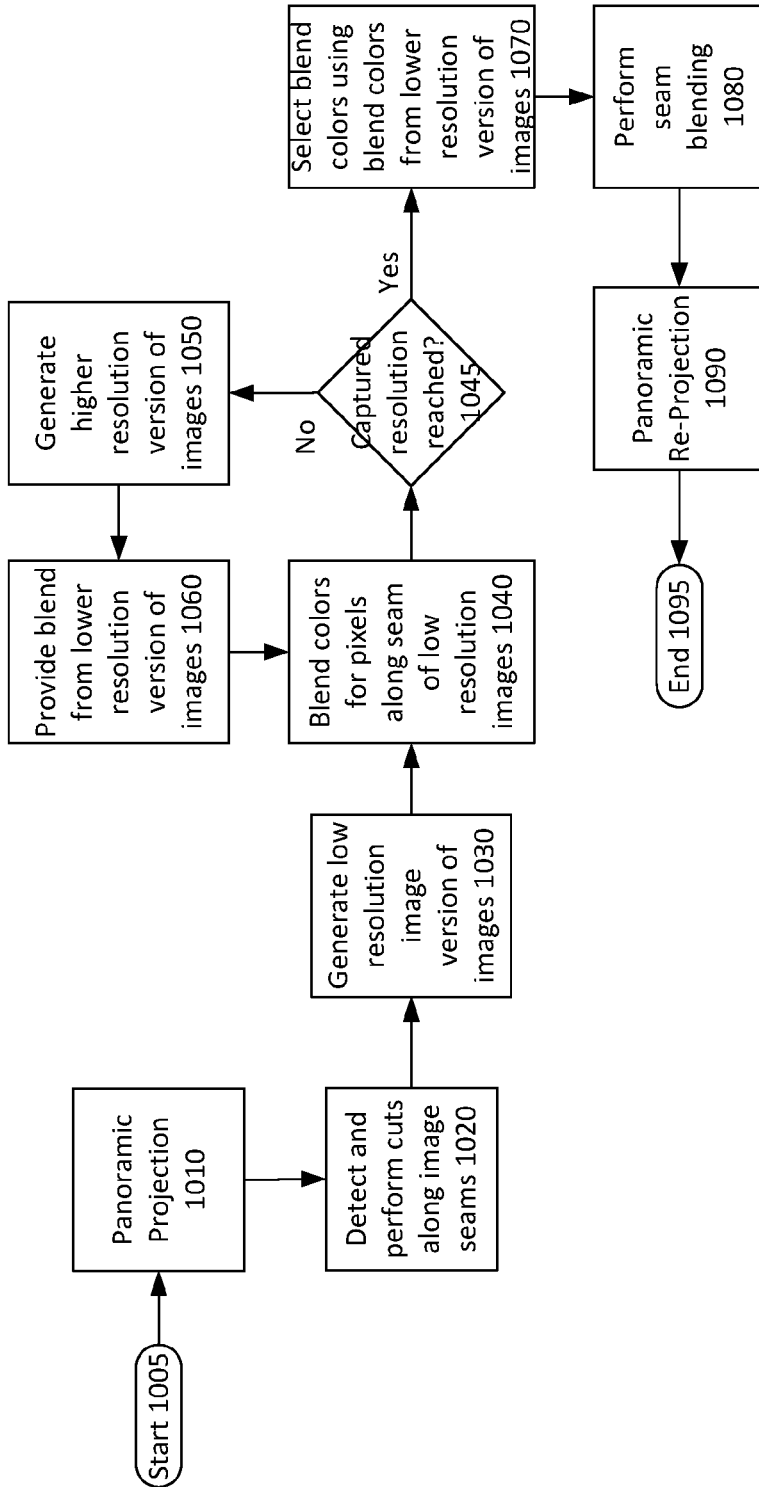 Start 1005
Panoramic
Projection
1010
Detect and
perform cuts
along image
seams 1020
Generate low
resolution
image
version of
images 1030
Blend colors
for pixels
along seam
of low
resolution
images 1040
Captured
resolution
reached?
1045
No
Yes
Generate
higher
resolution
version of
images 1050
Provide blend
from lower
resolution
version of
images 1060
Select blend
colors using
blend colors
from lower
resolution
version of
images 1070
Perform
seam
blending
1080
Panoramic
Re-Projection
1090
End 1095